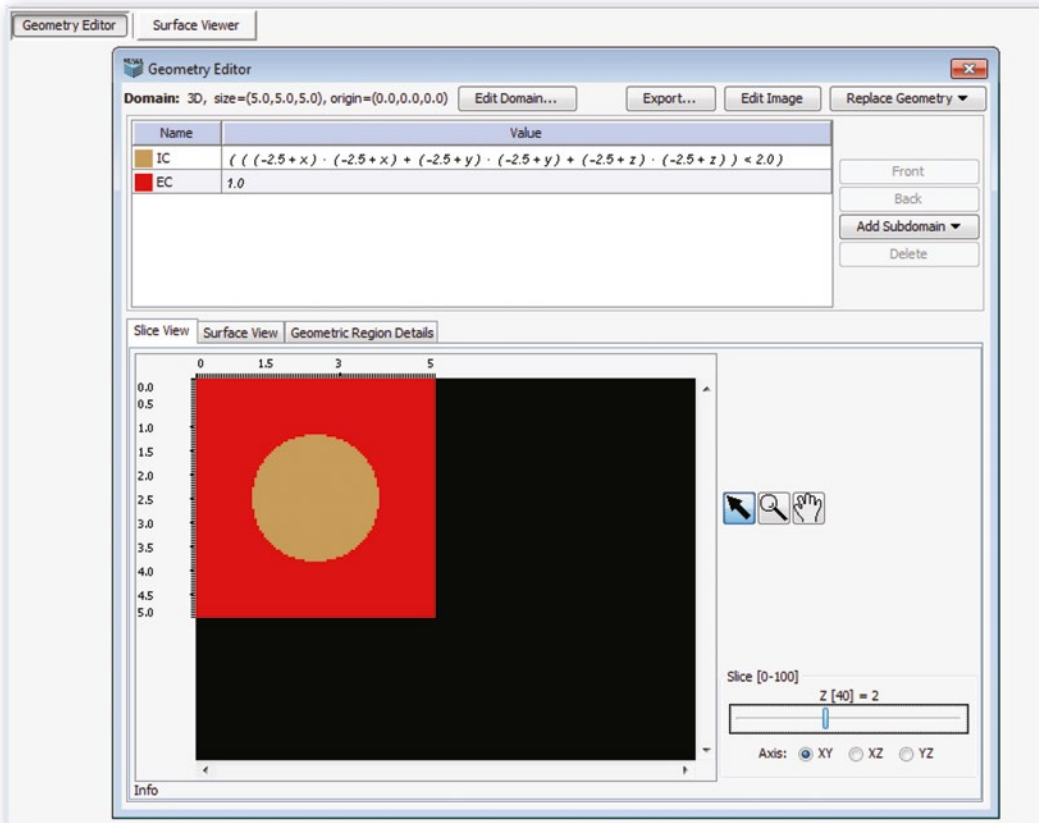 Geometry Editor Surface Viewer
Geometry Editor
Domain: 3D, size=(5.0,5.0,5.0), origin=(0.0,0.0,0.0) Edit Domain... Export... Edit Image Replace Geometry
Name Value
IC ( ( ( (-2.5 + x) · (-2.5 + x) + (-2.5 + y) · (-2.5 + y) + (-2.5 + z) · (-2.5 + z) ) < 2.0 )
EC 1.0
Front
Back
Add Subdomain
Delete
Slice View Surface View Geometric Region Details
0 1.5 3 5
0.0
0.5
1.0
1.5
2.0
2.5
3.0
3.5
4.0
4.5
5.0
Slice [0-100]
Z [40] = 2
Axis: XY XZ YZ
Info